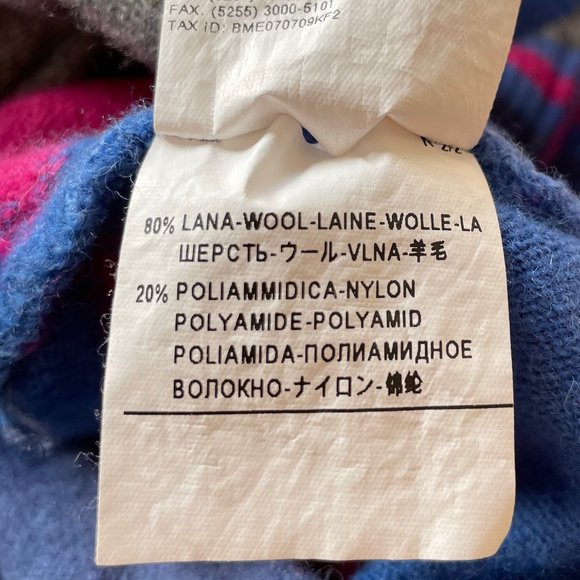 FAX. (5255) 3000-5101
TAX iD: BME070709KF2
80% LANA-WOOL-LAINE-WOLLE-LA
ШЕРСТЬ-ウール-VLNA-羊毛
20% POLIAMMIDICA-NYLON
POLYAMIDE-POLYAMID
POLIAMIDA-ПОЛИАМИДНОЕ
ВОЛОКНО-ナイロン-锦纶